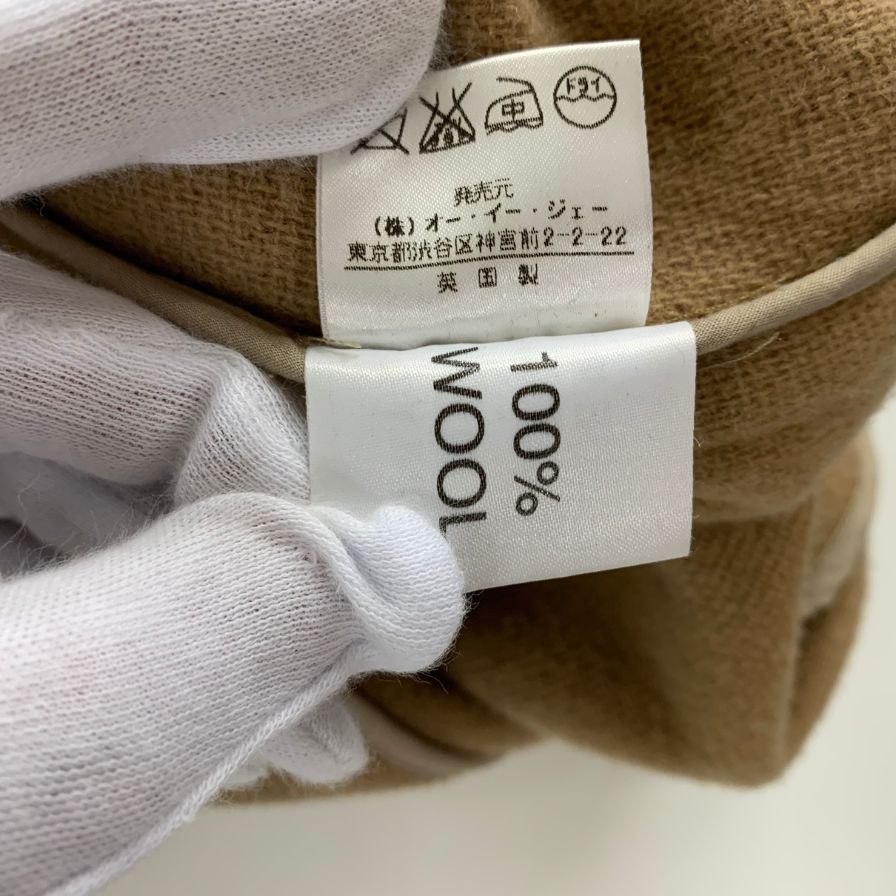 中 ドライ
発売元
(株)オー・イー・ジェー
東京都渋谷区神宮前2-2-22
英国製
100%
WOOL